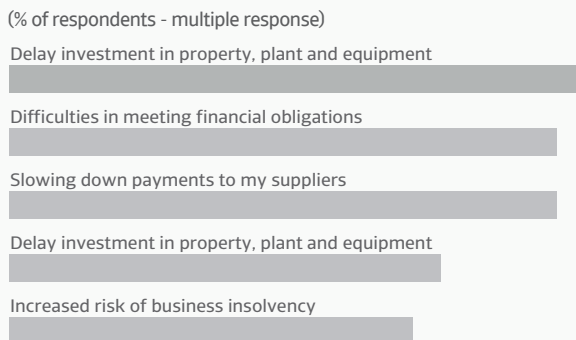 (% of respondents - multiple response)
Delay investment in property, plant and equipment
Difficulties in meeting financial obligations
Slowing down payments to my suppliers
Delay investment in property, plant and equipment
Increased risk of business insolvency